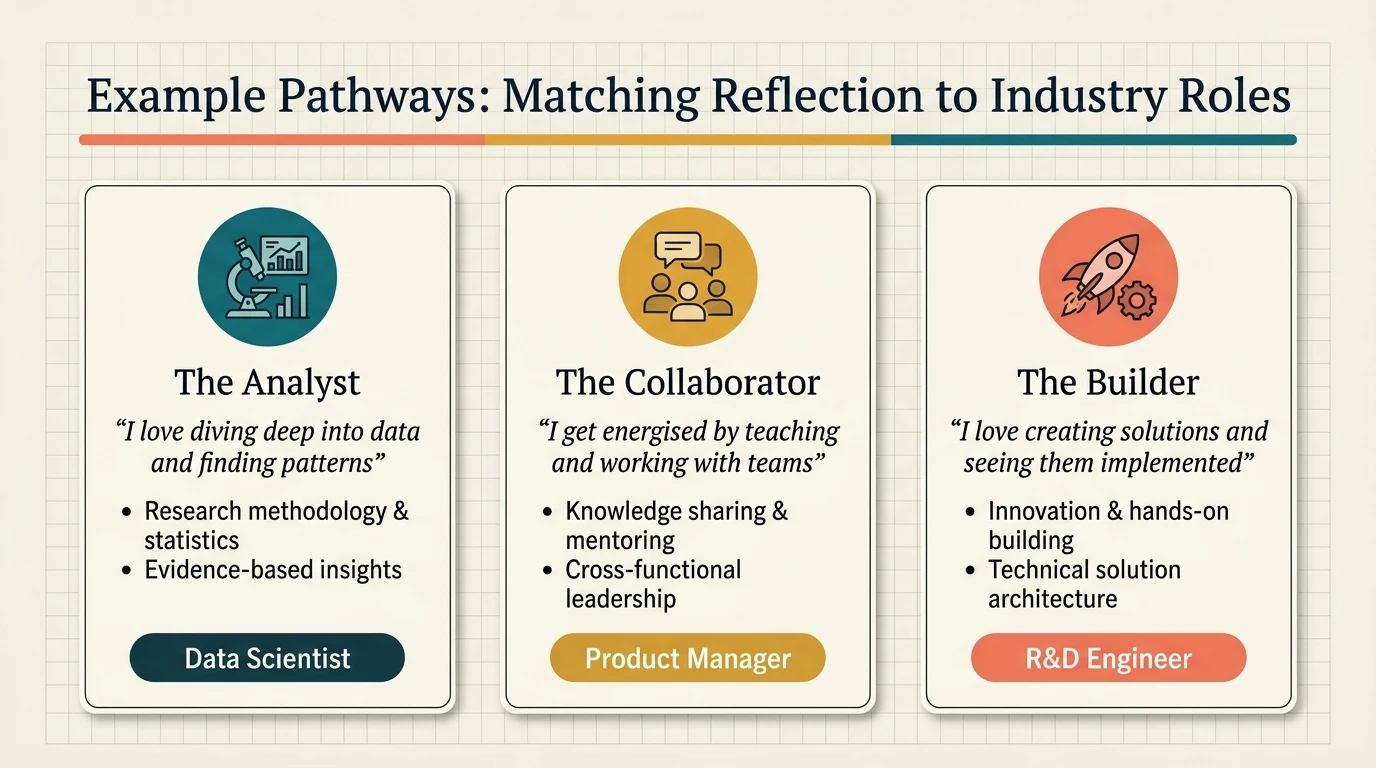 Example Pathways: Matching Reflection to Industry Roles
The Analyst
“I love diving deep into data
and finding patterns”
• Research methodology &
statistics
• Evidence-based insights
Data Scientist
The Collaborator
“I get energised by teaching
and working with teams”
• Knowledge sharing &
mentoring
• Cross-functional
leadership
Product Manager
The Builder
“I love creating solutions and
seeing them implemented”
• Innovation & hands-on
building
• Technical solution
architecture
R&D Engineer